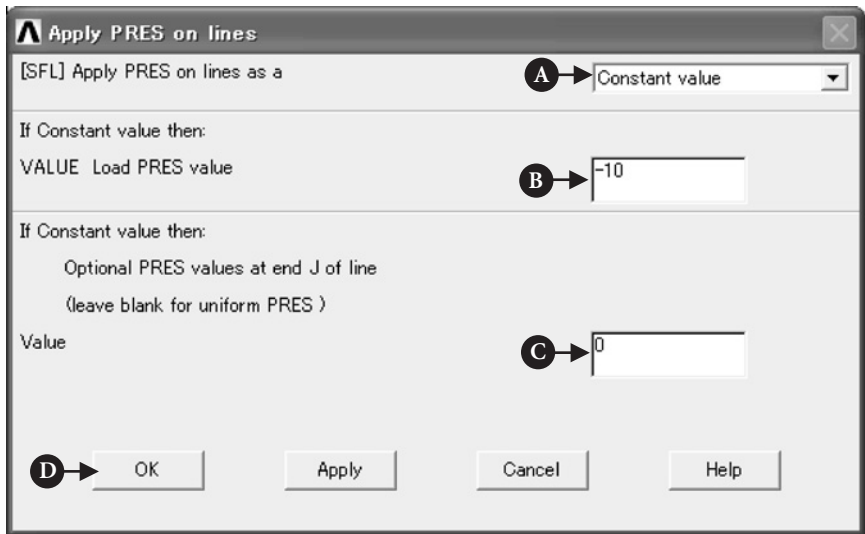 Apply PRES on lines
[SFL] Apply PRES on lines as a A Constant value
If Constant value then:
VALUE Load PRES value B -10
If Constant value then:
Optional PRES values at end J of line
(leave blank for uniform PRES )
Value C 0
D OK Apply Cancel Help